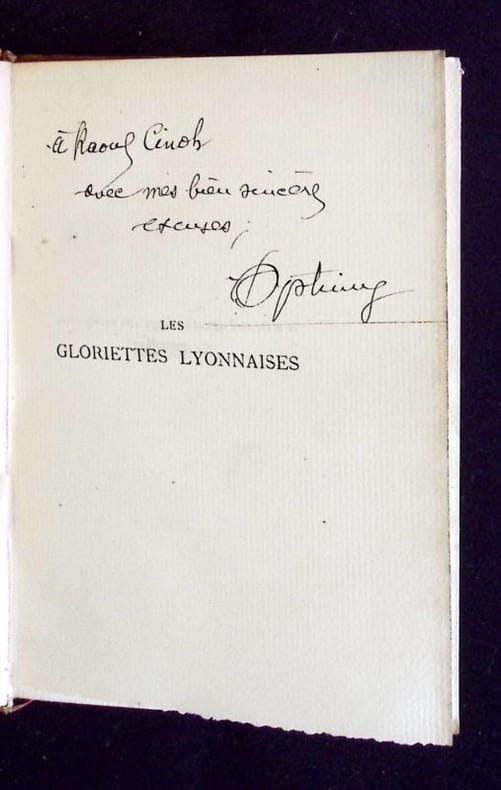 à Raoul Cinoh
avec mes bien sincères
excuses,
LES
GLORIETTES LYONNAISES